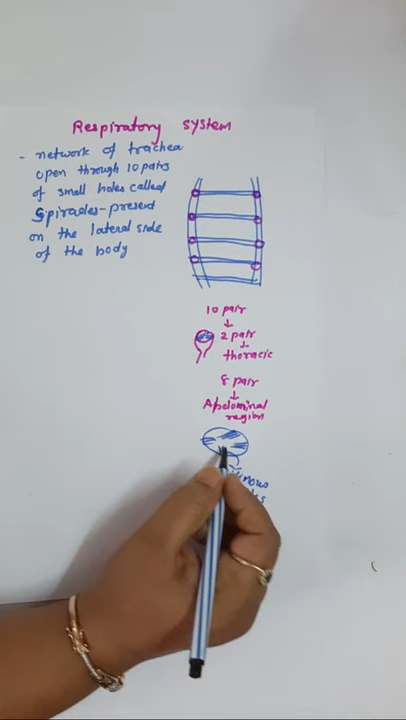 Respiratory system
- network of trachea
open through 10 pairs
of small holes called
Spiracles - present
on the lateral side
of the body
10 pair
↓
2 pair
↓
thoracic
8 pair
↓
Abdominal
region